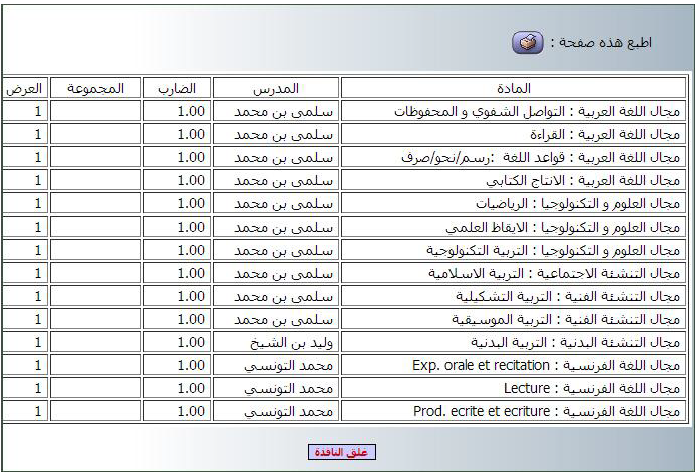 اطبع هذه صفحة :
المادة المدرس الضارب المجموعة العرض
مجال اللغة العربية : التواصل الشفوي و المحفوظات سلمى بن محمد 1.00 1
مجال اللغة العربية : القراءة سلمى بن محمد 1.00 1
مجال اللغة العربية : قواعد اللغة :رسم/نحو/صرف سلمى بن محمد 1.00 1
مجال اللغة العربية : الانتاج الكتابي سلمى بن محمد 1.00 1
مجال العلوم و التكنولوجيا : الرياضيات سلمى بن محمد 1.00 1
مجال العلوم و التكنولوجيا : الايقاظ العلمي سلمى بن محمد 1.00 1
مجال العلوم و التكنولوجيا : التربية التكنولوجية سلمى بن محمد 1.00 1
مجال التنشئة الاجتماعية : التربية الاسلامية سلمى بن محمد 1.00 1
مجال التنشئة الفنية : التربية التشكيلية سلمى بن محمد 1.00 1
مجال التنشئة الفنية : التربية الموسيقية سلمى بن محمد 1.00 1
مجال التنشئة البدنية : التربية البدنية وليد بن الشيخ 1.00 1
مجال اللغة الفرنسية : Exp. orale et recitation محمد التونسي 1.00 1
مجال اللغة الفرنسية : Lecture محمد التونسي 1.00 1
مجال اللغة الفرنسية : Prod. ecrite et ecriture محمد التونسي 1.00 1
غلق النافذة